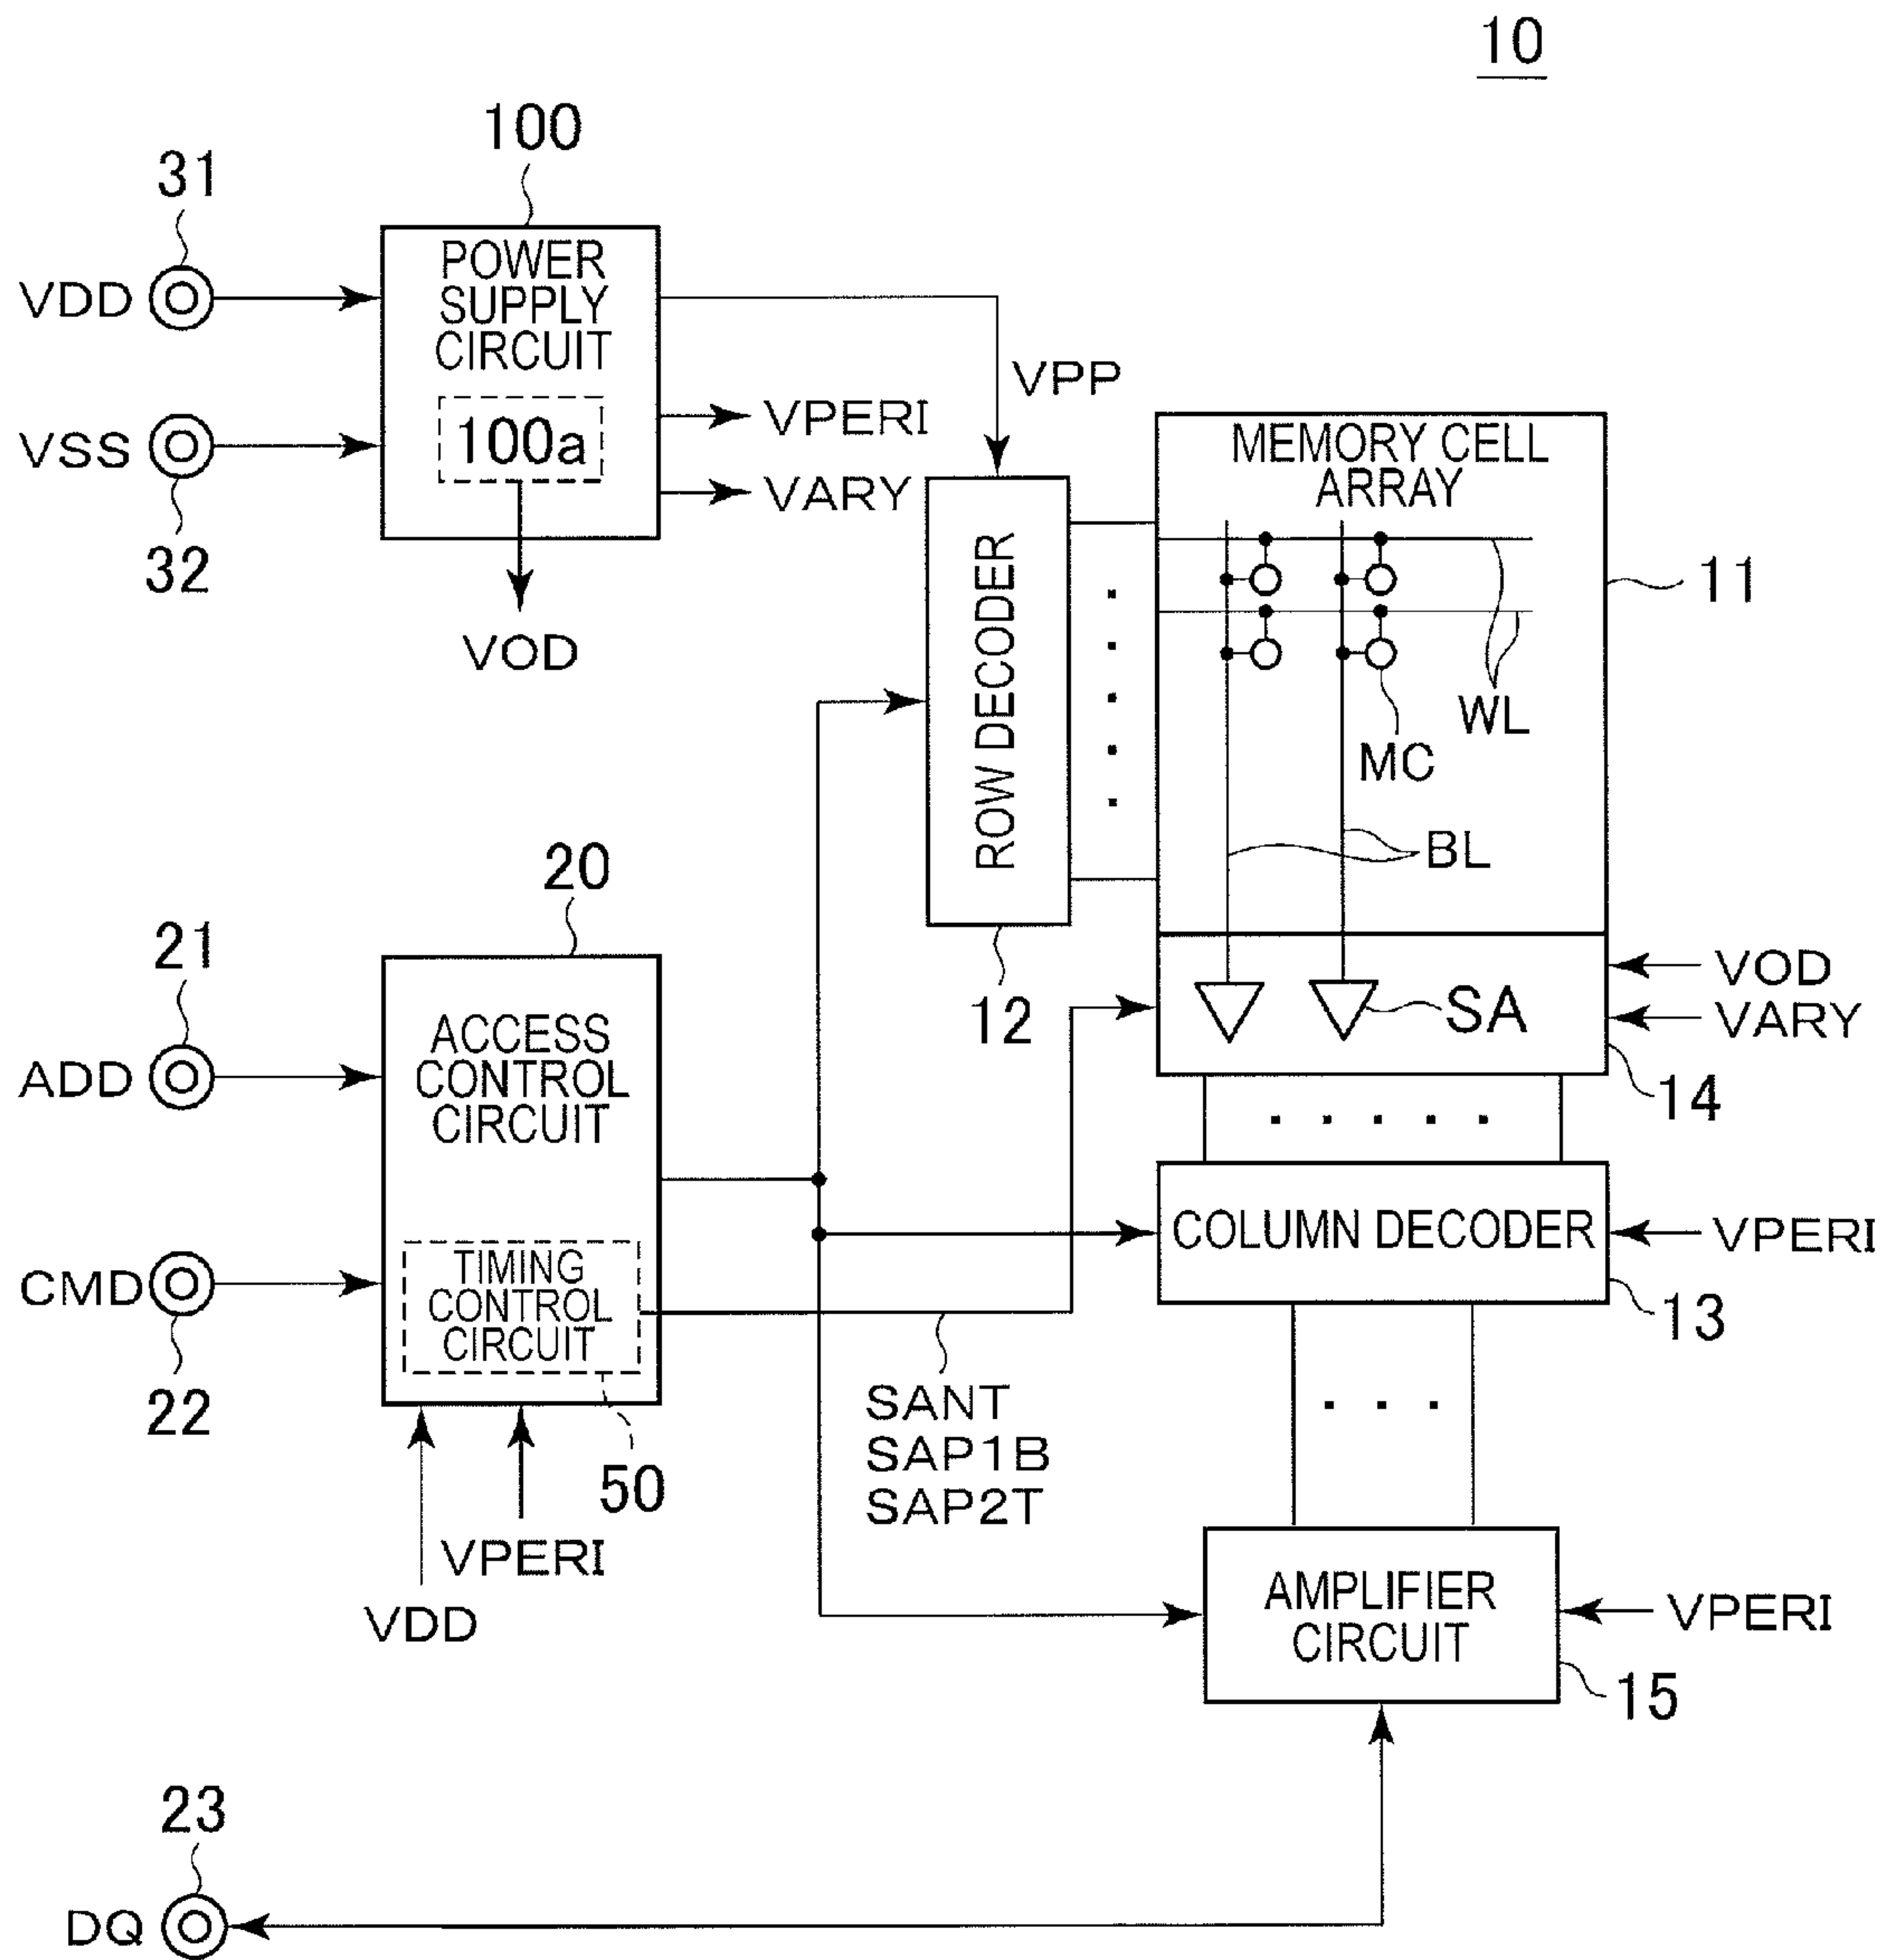 10
100
31
VDD
POWER
SUPPLY
CIRCUIT
100a
VSS
32
VPERI
VARY
VOD
VPP
MEMORY CELL
ARRAY
11
WL
MC
BL
ROW DECODER
12
SA
VOD
VARY
14
20
21
ADD
ACCESS
CONTROL
CIRCUIT
CMD
22
TIMING
CONTROL
CIRCUIT
50
VPERI
VDD
SANT
SAP1B
SAP2T
COLUMN DECODER
VPERI
13
AMPLIFIER
CIRCUIT
VPERI
15
23
DQ